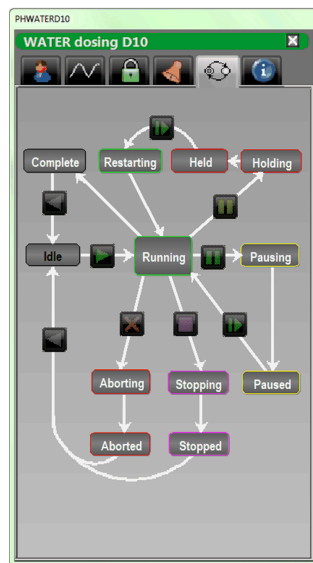 PHWATERD10
WATER dosing D10
Complete
Restarting
Held
Holding
Idle
Running
Pausing
Aborting
Stopping
Paused
Aborted
Stopped